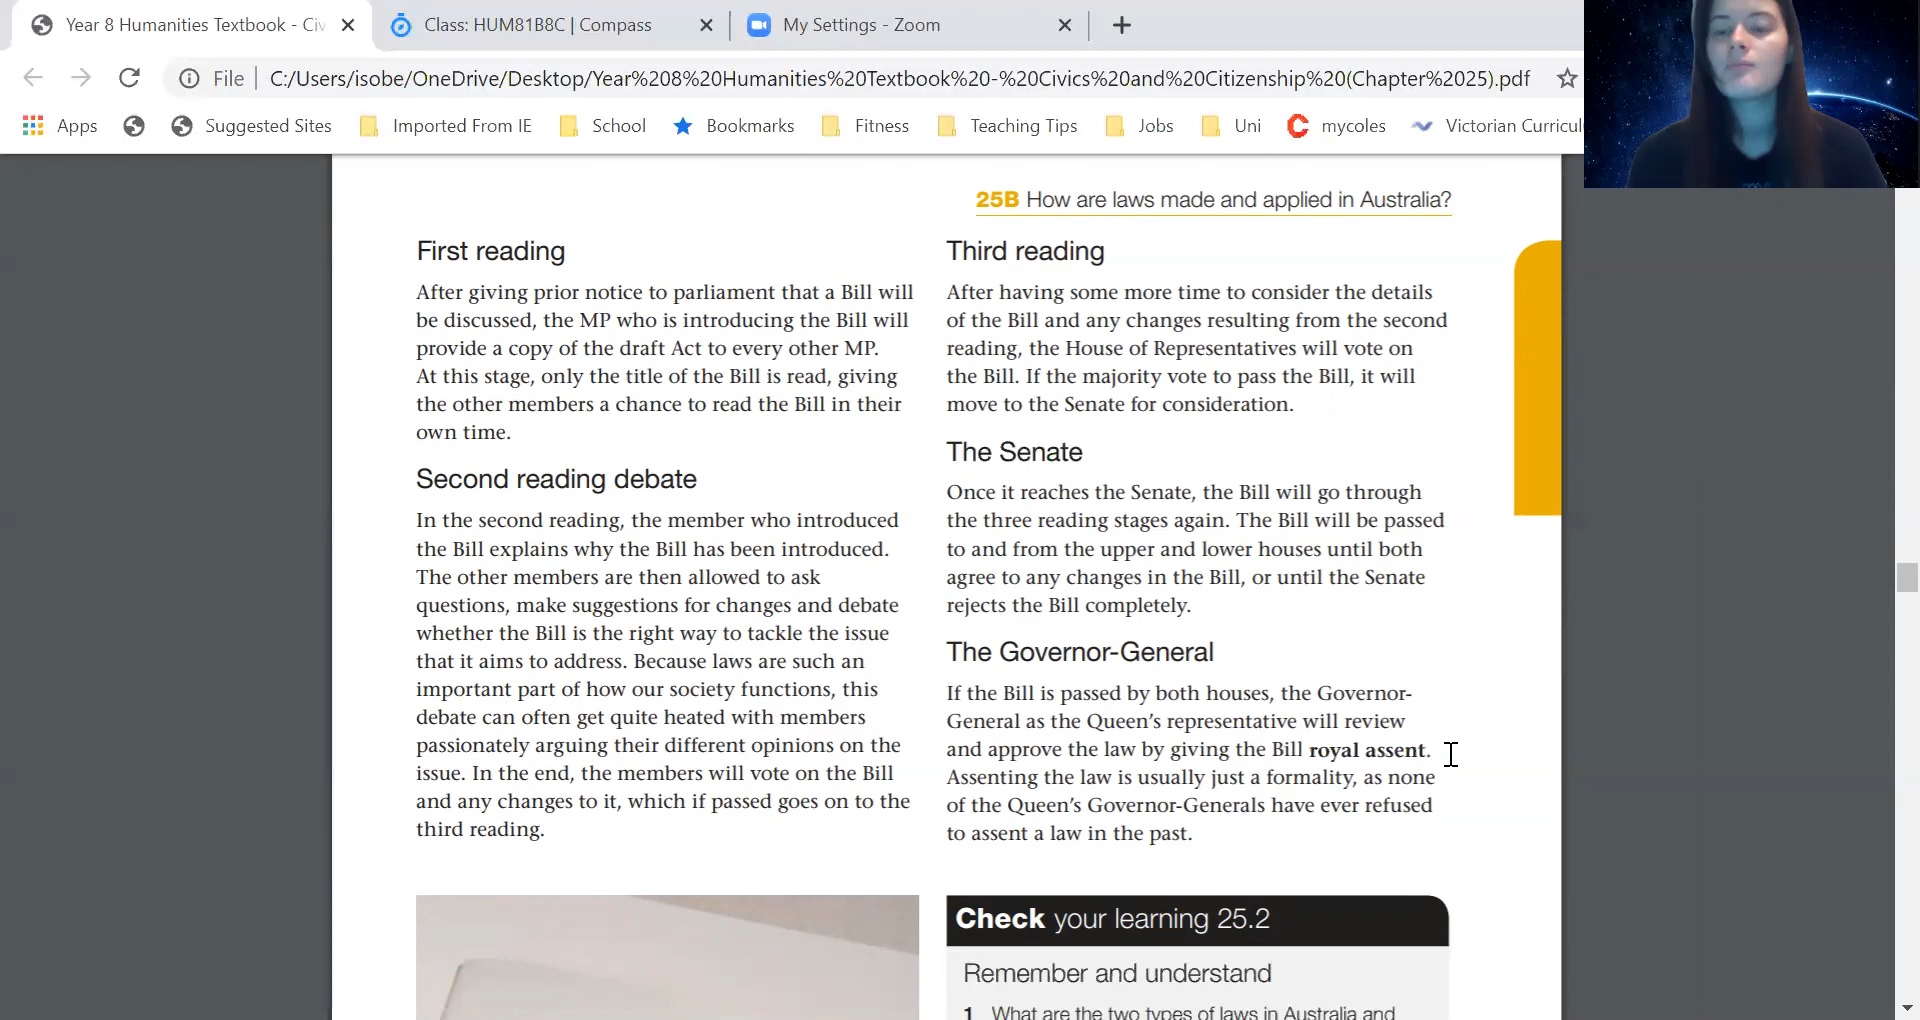 Year 8 Humanities Textbook - Civ
Class: HUM81B8C | Compass
My Settings - Zoom
File
C:/Users/isobe/OneDrive/Desktop/Year%208%20Humanities%20Textbook%20-%20Civics%20and%20Citizenship%20(Chapter%2025).pdf
Apps
Suggested Sites
Imported From IE
School
Bookmarks
Fitness
Teaching Tips
Jobs
Uni
mycoles
Victorian Curricul
25B How are laws made and applied in Australia?
First reading
After giving prior notice to parliament that a Bill will
be discussed, the MP who is introducing the Bill will
provide a copy of the draft Act to every other MP.
At this stage, only the title of the Bill is read, giving
the other members a chance to read the Bill in their
own time.
Second reading debate
In the second reading, the member who introduced
the Bill explains why the Bill has been introduced.
The other members are then allowed to ask
questions, make suggestions for changes and debate
whether the Bill is the right way to tackle the issue
that it aims to address. Because laws are such an
important part of how our society functions, this
debate can often get quite heated with members
passionately arguing their different opinions on the
issue. In the end, the members will vote on the Bill
and any changes to it, which if passed goes on to the
third reading.
Third reading
After having some more time to consider the details
of the Bill and any changes resulting from the second
reading, the House of Representatives will vote on
the Bill. If the majority vote to pass the Bill, it will
move to the Senate for consideration.
The Senate
Once it reaches the Senate, the Bill will go through
the three reading stages again. The Bill will be passed
to and from the upper and lower houses until both
agree to any changes in the Bill, or until the Senate
rejects the Bill completely.
The Governor-General
If the Bill is passed by both houses, the Governor-
General as the Queen's representative will review
and approve the law by giving the Bill royal assent.
Assenting the law is usually just a formality, as none
of the Queen's Governor-Generals have ever refused
to assent a law in the past.
Check your learning 25.2
Remember and understand
1 What are the two types of laws in Australia and